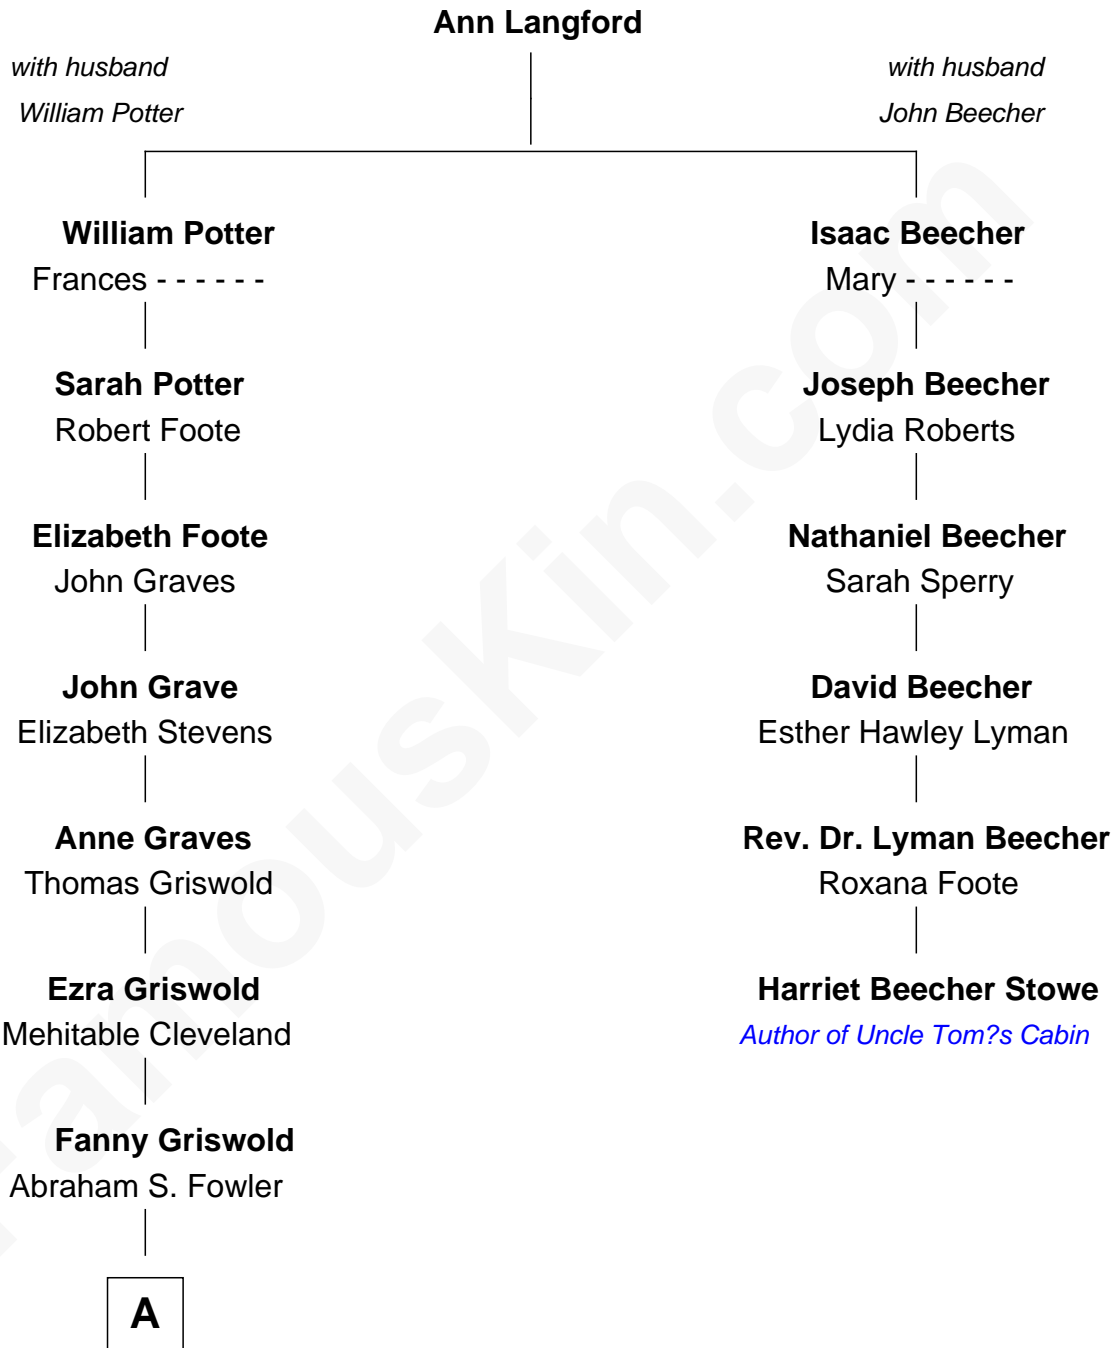 Ann Langford
with husband
William Potter
with husband
John Beecher
William Potter
Frances - - - - - -
Isaac Beecher
Mary - - - - - -
Sarah Potter
Robert Foote
Joseph Beecher
Lydia Roberts
Elizabeth Foote
John Graves
Nathaniel Beecher
Sarah Sperry
John Grave
Elizabeth Stevens
David Beecher
Esther Hawley Lyman
Anne Graves
Thomas Griswold
Rev. Dr. Lyman Beecher
Roxana Foote
Ezra Griswold
Mehitable Cleveland
Harriet Beecher Stowe
Author of Uncle Tom?s Cabin
Fanny Griswold
Abraham S. Fowler
A
FamousKin.com